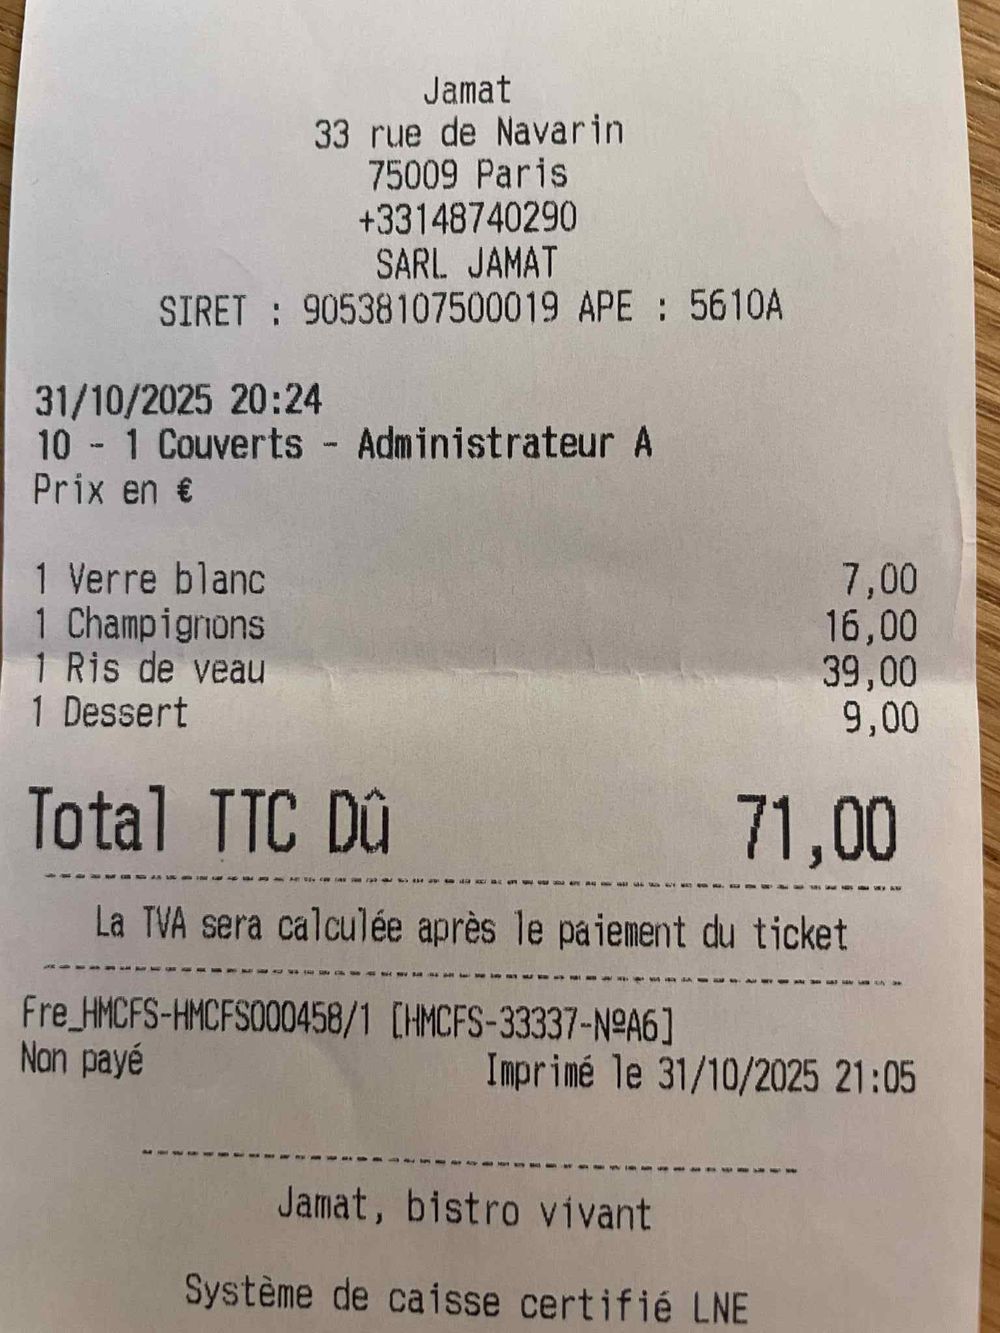 Jamat
33 rue de Navarin
75009 Paris
+33148740290
SARL JAMAT
SIRET : 90538107500019 APE : 5610A
31/10/2025 20:24
10 - 1 Couverts - Administrateur A
Prix en €
1 Verre blanc 7,00
1 Champignons 16,00
1 Ris de veau 39,00
1 Dessert 9,00
Total TTC Dû 71,00
La TVA sera calculée après le paiement du ticket
Fre_HMCFS-HMCFS000458/1 [HMCFS-33337-NºA6]
Non payé Imprimé le 31/10/2025 21:05
Jamat, bistro vivant
Système de caisse certifié LNE